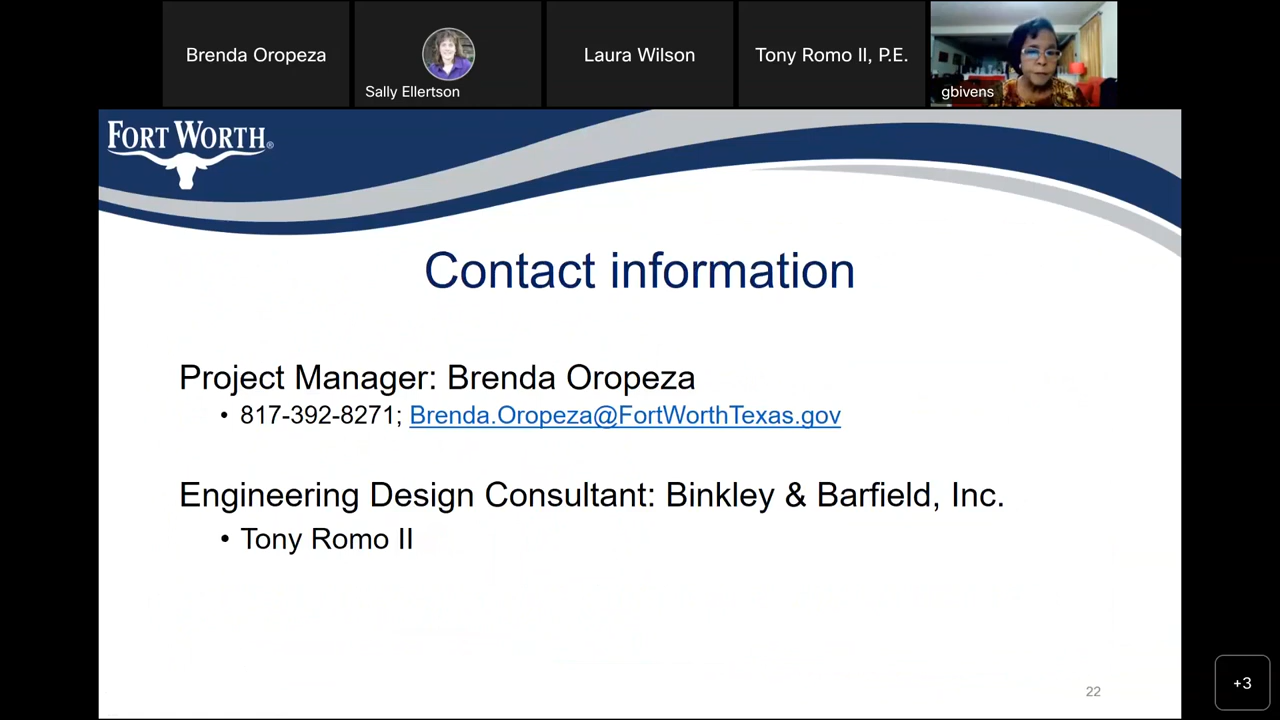 Brenda Oropeza
Sally Ellertson
Laura Wilson
Tony Romo II, P.E.
gbivens
FORT WORTH®
Contact information
Project Manager: Brenda Oropeza
• 817-392-8271; Brenda.Oropeza@FortWorthTexas.gov
Engineering Design Consultant: Binkley & Barfield, Inc.
• Tony Romo II
22
+3